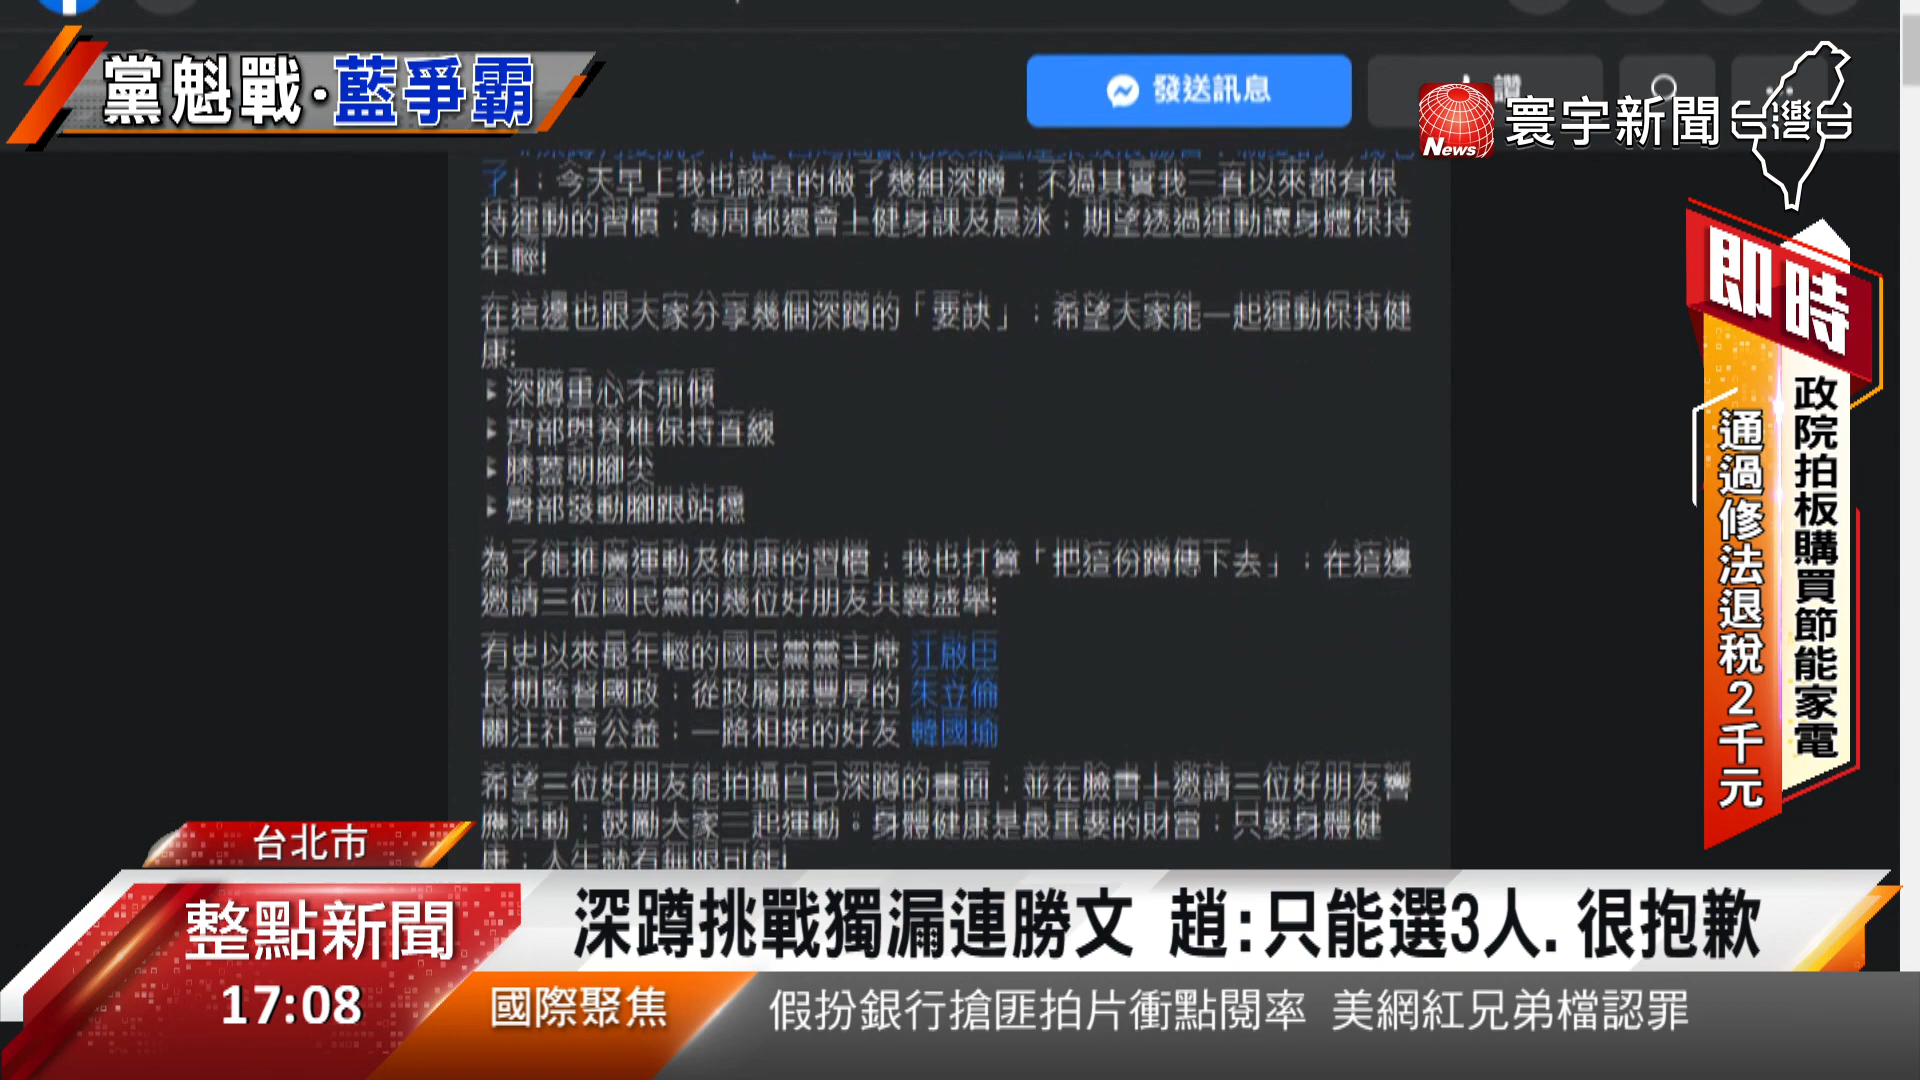 黨魁戰·藍爭霸
發送訊息
讚
News 寰宇新聞 台灣台
了」；今天早上我也認真的做了幾組深蹲；不過其實我一直以來都有保
持運動的習慣；每周都還會上健身課及晨泳；期望透過運動讓身體保持
年輕!
在這邊也跟大家分享幾個深蹲的「要訣」；希望大家能一起運動保持健
康:
▸深蹲重心不前傾
▸背部與脊椎保持直線
▸膝蓋朝腳尖
▸臀部發動腳跟站穩
為了能推廣運動及健康的習慣；我也打算「把這份蹲傳下去」；在這邊
邀請三位國民黨的幾位好朋友共襄盛舉:
有史以來最年輕的國民黨黨主席 江啟臣
長期監督國政；從政履歷豐厚的 朱立倫
關注社會公益；一路相挺的好友 韓國瑜
希望三位好朋友能拍攝自己深蹲的畫面；並在臉書上邀請三位好朋友響
應活動；鼓勵大家一起運動。身體健康是最重要的財富；只要身體健
康；人生就有無限可能!
即時
政院拍板購買節能家電
通過修法退稅2千元
台北市
整點新聞
深蹲挑戰獨漏連勝文 趙:只能選3人.很抱歉
17:08
國際聚焦
假扮銀行搶匪拍片衝點閱率 美網紅兄弟檔認罪